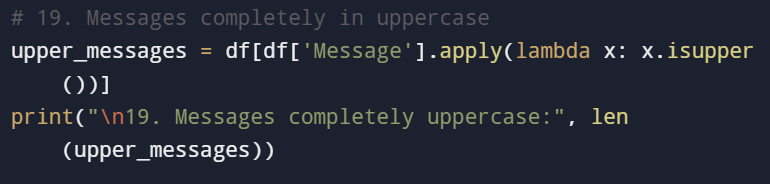 # 19. Messages completely in uppercase
upper_messages = df[df['Message'].apply(lambda x: x.isupper
())]
print("\n19. Messages completely uppercase:", len
(upper_messages))